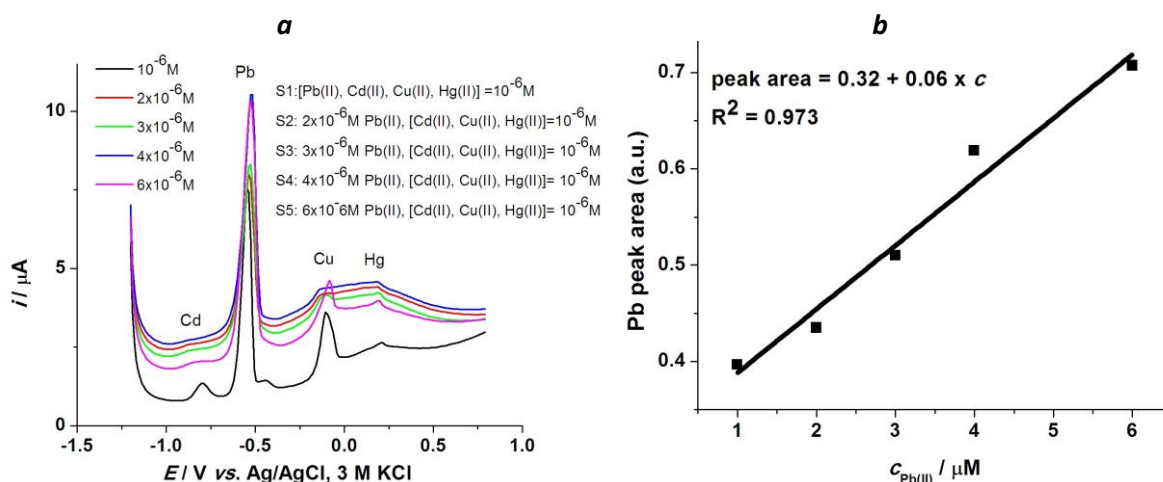 a
10⁻⁶M
2x10⁻⁶M
3x10⁻⁶M
4x10⁻⁶M
6x10⁻⁶M
Pb
S1:[Pb(II), Cd(II), Cu(II), Hg(II)] =10⁻⁶M
S2: 2x10⁻⁶M Pb(II), [Cd(II), Cu(II), Hg(II)]=10⁻⁶M
S3: 3x10⁻⁶M Pb(II), [Cd(II), Cu(II), Hg(II)]= 10⁻⁶M
S4: 4x10⁻⁶M Pb(II), [Cd(II), Cu(II), Hg(II)]= 10⁻⁶M
S5: 6x10⁻6M Pb(II), [Cd(II), Cu(II), Hg(II)]= 10⁻⁶M
Cd
Cu
Hg
10
5
0
i / µA
-1.5 -1.0 -0.5 0.0 0.5 1.0
E / V vs. Ag/AgCl, 3 M KCl
b
peak area = 0.32 + 0.06 x c
R² = 0.973
0.7
0.6
0.5
0.4
Pb peak area (a.u.)
1 2 3 4 5 6
c Pb(II) / µM